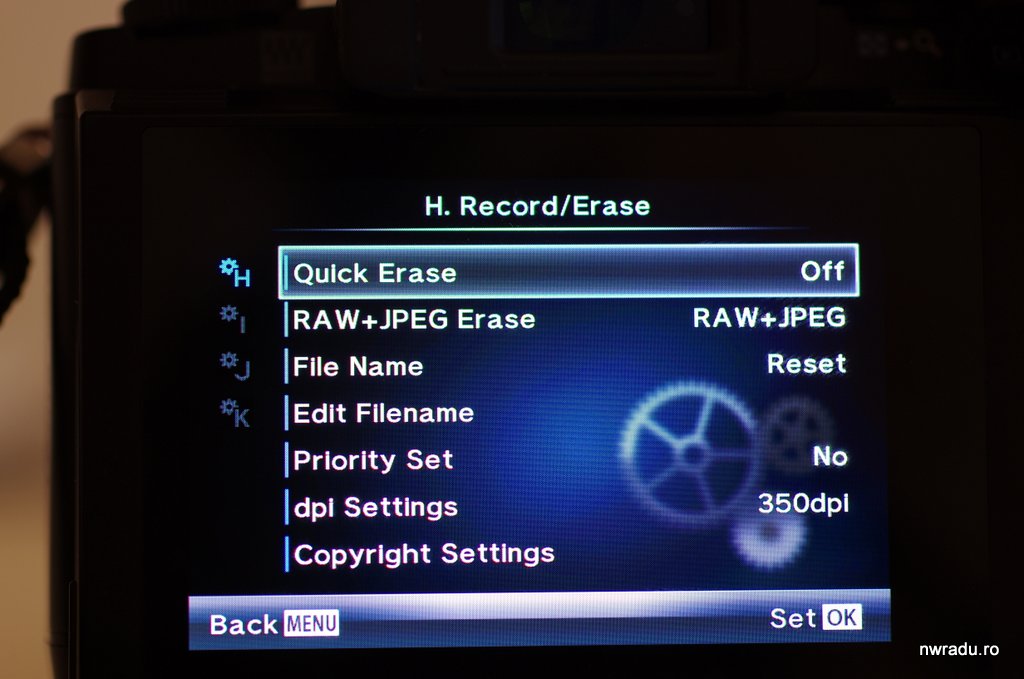 H. Record/Erase
H
Quick Erase Off
I
RAW+JPEG Erase RAW+JPEG
J
File Name Reset
K
Edit Filename
Priority Set No
dpi Settings 350dpi
Copyright Settings
Back MENU Set OK
nwradu.ro